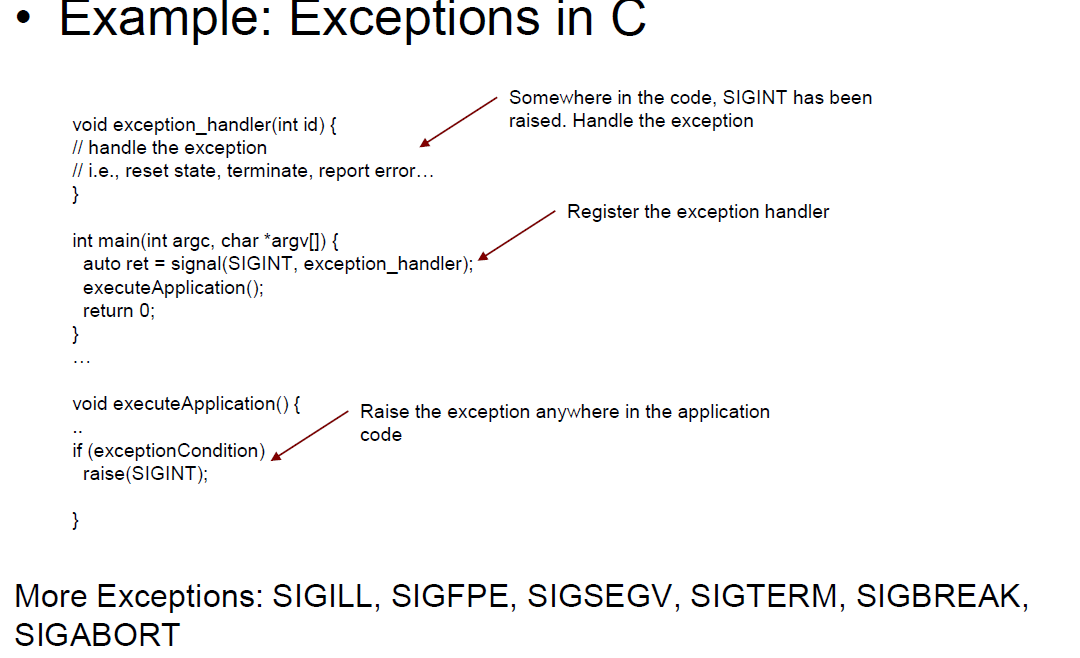 • Example: Exceptions in C
Somewhere in the code, SIGINT has been
raised. Handle the exception
void exception_handler(int id) {
// handle the exception
// i.e., reset state, terminate, report error…
}
Register the exception handler
int main(int argc, char *argv[]) {
auto ret = signal(SIGINT, exception_handler);
executeApplication();
return 0;
}
…
void executeApplication() {
Raise the exception anywhere in the application
code
..
if (exceptionCondition)
raise(SIGINT);
}
More Exceptions: SIGILL, SIGFPE, SIGSEGV, SIGTERM, SIGBREAK,
SIGABORT